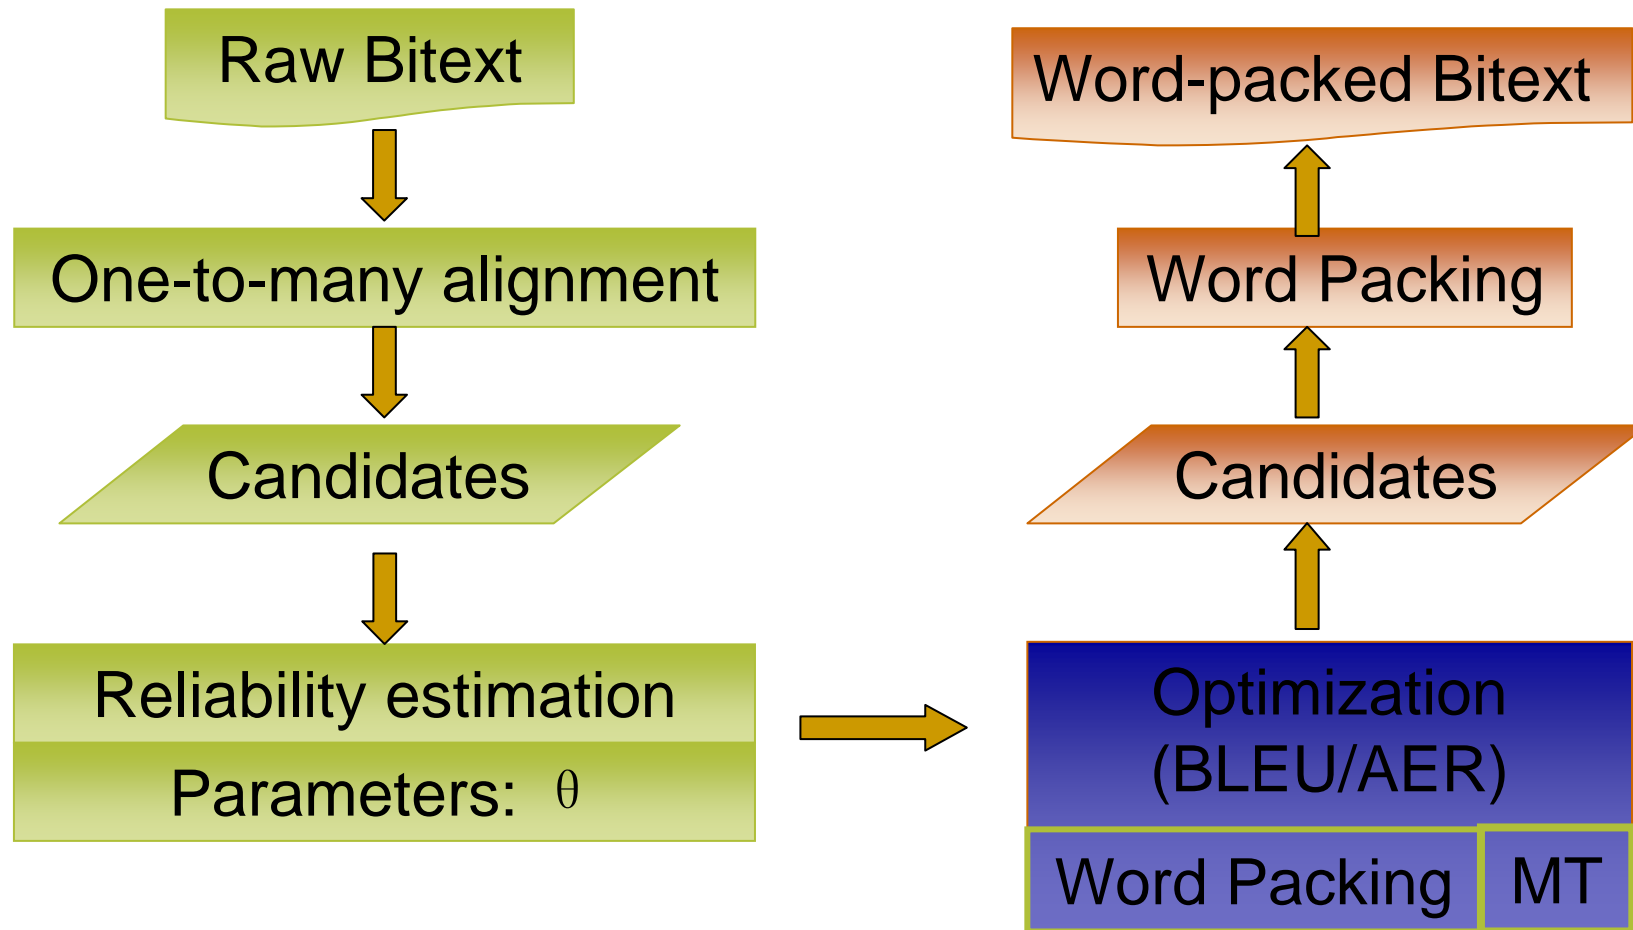 Raw Bitext
One-to-many alignment
Candidates
Reliability estimation
Parameters: θ
Word-packed Bitext
Word Packing
Candidates
Optimization
(BLEU/AER)
Word Packing
MT